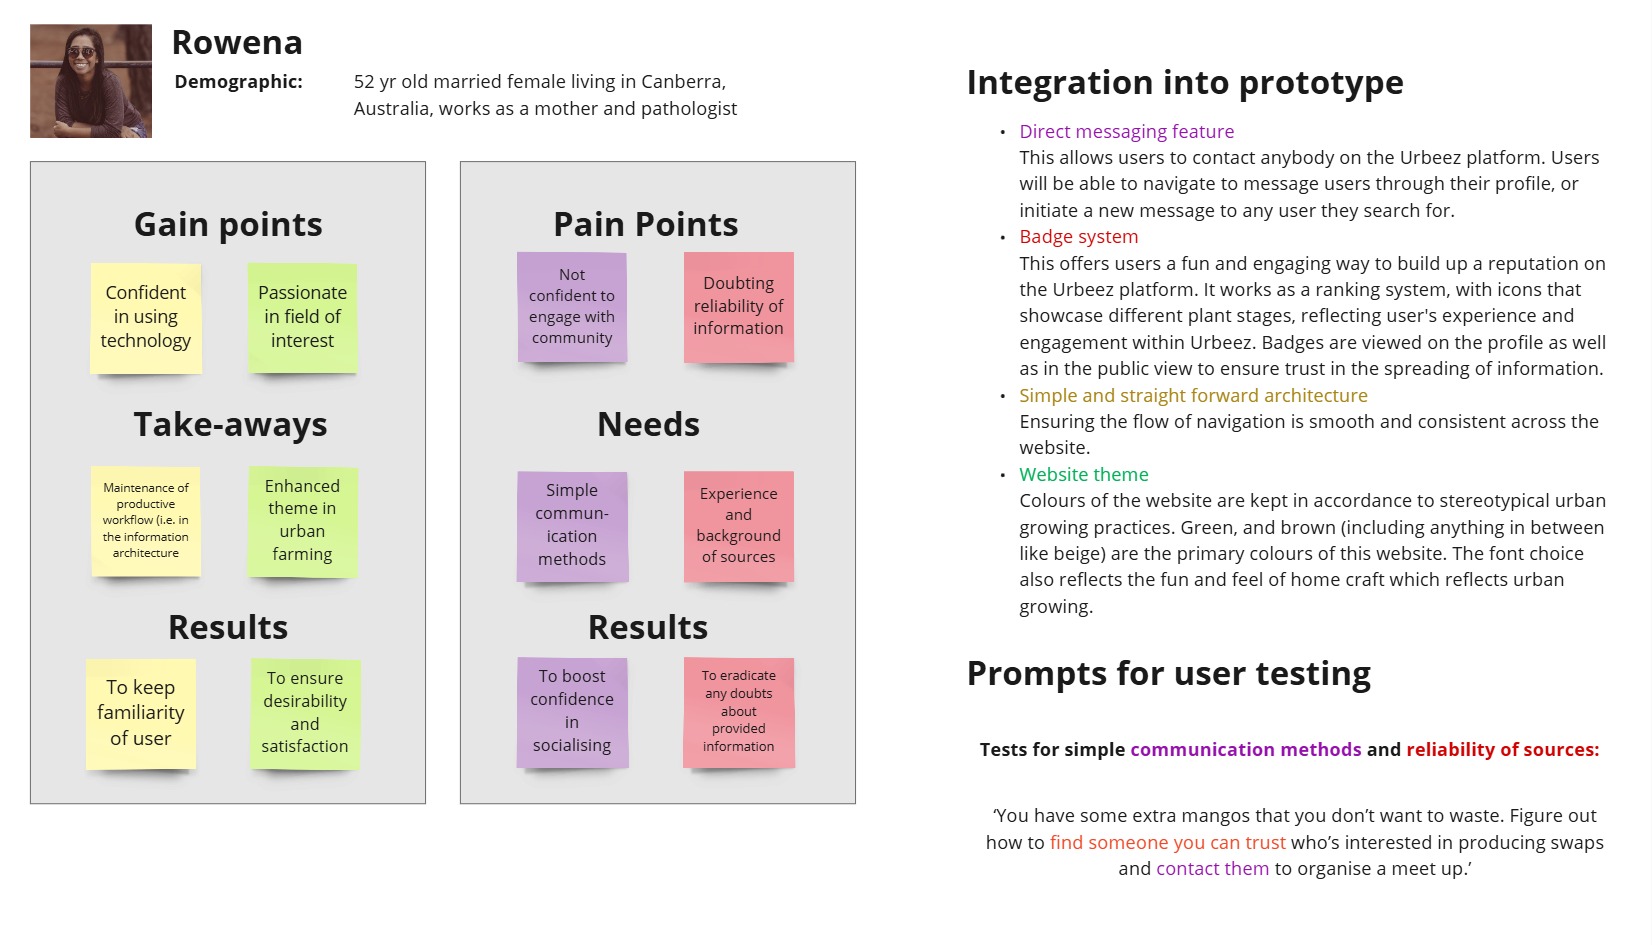 Rowena
Demographic:
52 yr old married female living in Canberra,
Australia, works as a mother and pathologist
Gain points
Confident
in using
technology
Passionate
in field of
interest
Take-aways
Maintenance of
productive
workflow (i.e. in
the information
architecture
Enhanced
theme in
urban
farming
Results
To keep
familiarity
of user
To ensure
desirability
and
satisfaction
Pain Points
Not
confident to
engage with
community
Doubting
reliability of
information
Needs
Simple
commun-
ication
methods
Experience
and
background
of sources
Results
To boost
confidence
in
socialising
To eradicate
any doubts
about
provided
information
Integration into prototype
• Direct messaging feature
This allows users to contact anybody on the Urbeez platform. Users
will be able to navigate to message users through their profile, or
initiate a new message to any user they search for.
• Badge system
This offers users a fun and engaging way to build up a reputation on
the Urbeez platform. It works as a ranking system, with icons that
showcase different plant stages, reflecting user's experience and
engagement within Urbeez. Badges are viewed on the profile as well
as in the public view to ensure trust in the spreading of information.
• Simple and straight forward architecture
Ensuring the flow of navigation is smooth and consistent across the
website.
• Website theme
Colours of the website are kept in accordance to stereotypical urban
growing practices. Green, and brown (including anything in between
like beige) are the primary colours of this website. The font choice
also reflects the fun and feel of home craft which reflects urban
growing.
Prompts for user testing
Tests for simple communication methods and reliability of sources:
‘You have some extra mangos that you don’t want to waste. Figure out
how to find someone you can trust who’s interested in producing swaps
and contact them to organise a meet up.’